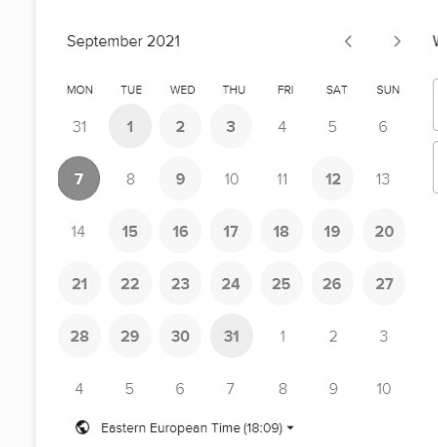 September 2021
MON TUE WED THU FRI SAT SUN
31 1 2 3 4 5 6
7 8 9 10 11 12 13
14 15 16 17 18 19 20
21 22 23 24 25 26 27
28 29 30 31 1 2 3
4 5 6 7 8 9 10
Eastern European Time (18:09)